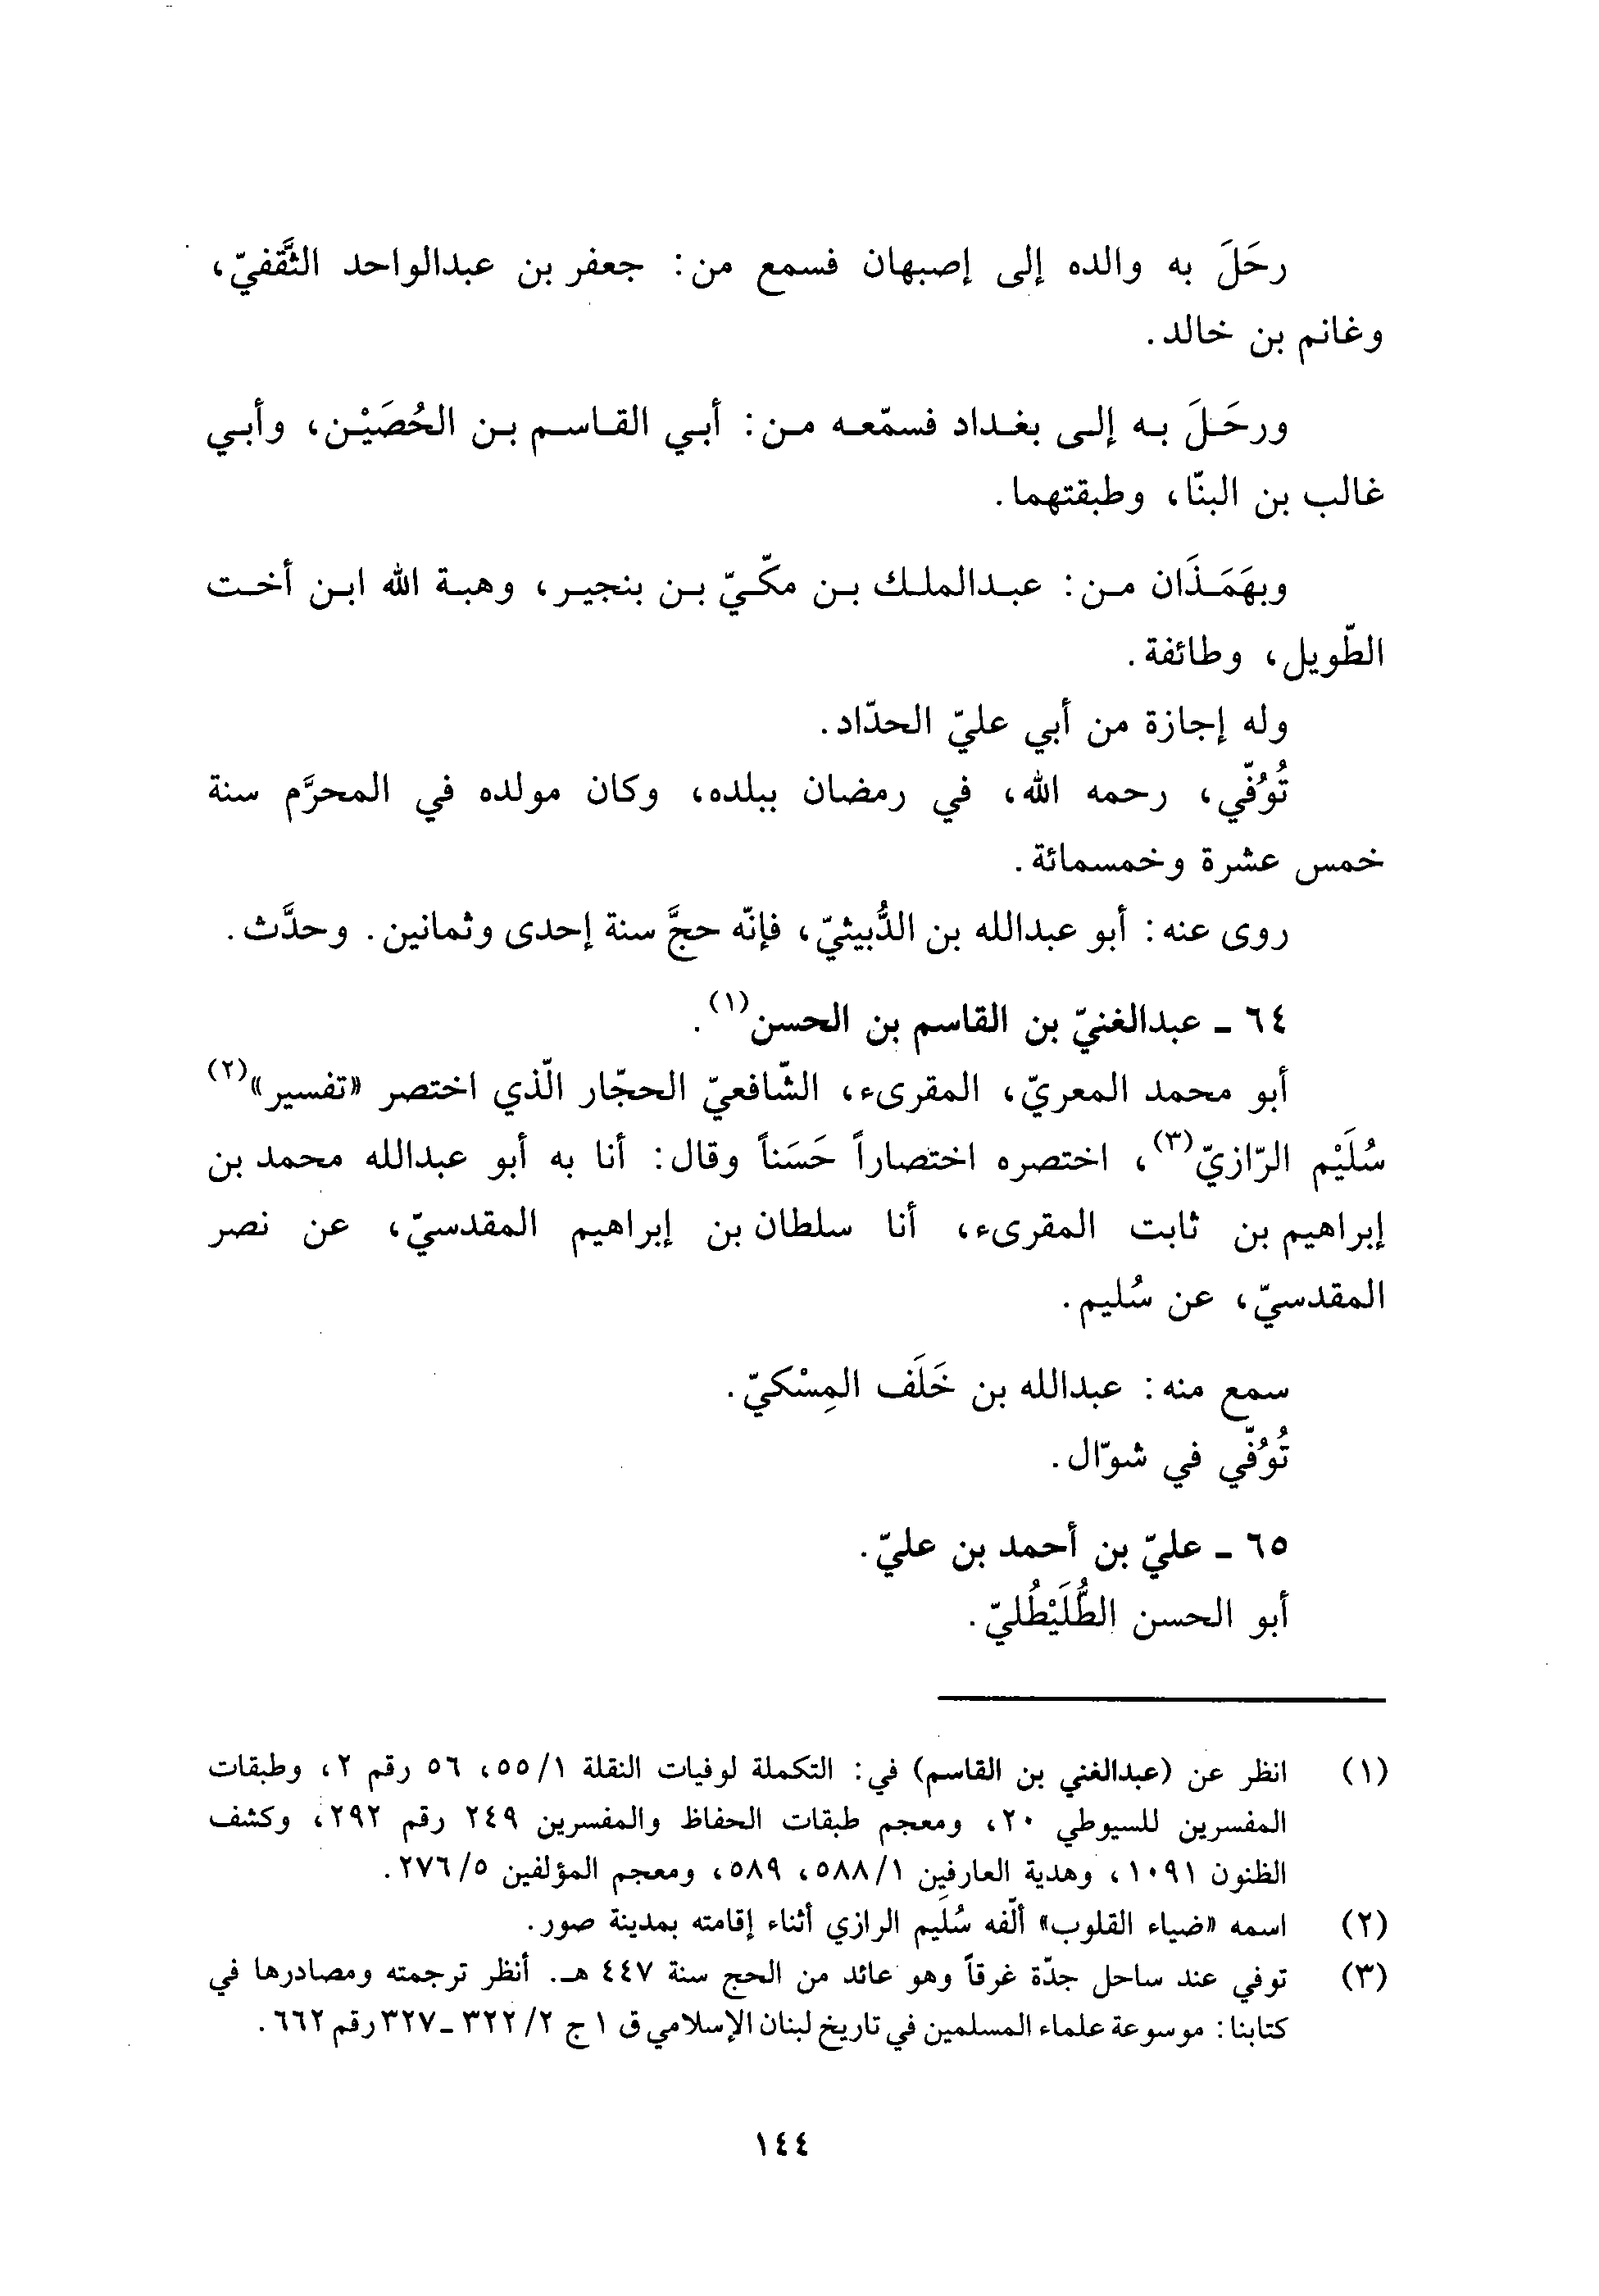 رحَلَ به والده إلى إصبهان فسمع من: جعفر بن عبدالواحد الثَّقفيّ،
وغانم بن خالد.
ورحَلَ به إلى بغداد فسمّعه من: أبي القاسم بن الحُصَيْن، وأبي
غالب بن البنّا، وطبقتهما.
وبهَمَذَان من: عبدالملك بن مكّيّ بن بنجير، وهبة الله ابن أخت
الطّويل، وطائفة.
وله إجازة من أبي عليّ الحدّاد.
تُوُفّي، رحمه الله، في رمضان ببلده، وكان مولده في المحرَّم سنة
خمس عشرة وخمسمائة.
روى عنه: أبو عبدالله بن الدُّبيثيّ، فإنّه حجَّ سنة إحدى وثمانين. وحدَّث.
٦٤ ـ عبدالغنيّ بن القاسم بن الحسن(١).
أبو محمد المعريّ، المقرىء، الشّافعيّ الحجّار الّذي اختصر «تفسير»(٢)
سُلَيْم الرّازيّ(٣)، اختصره اختصاراً حَسَناً وقال: أنا به أبو عبدالله محمد بن
إبراهيم بن ثابت المقرىء، أنا سلطان بن إبراهيم المقدسيّ، عن نصر
المقدسيّ، عن سُليم.
سمع منه: عبدالله بن خَلَف المِسْكيّ.
تُوُفّي في شوّال.
٦٥ ـ عليّ بن أحمد بن عليّ.
أبو الحسن الطُّلَيْطُليّ.
(١) انظر عن (عبدالغني بن القاسم) في: التكملة لوفيات النقلة ١/٥٥، ٥٦ رقم ٢، وطبقات
المفسرين للسيوطي ٢٠، ومعجم طبقات الحفاظ والمفسرين ٢٤٩ رقم ٢٩٢، وكشف
الظنون ١٠٩١، وهدية العارفين ١/٥٨٨، ٥٨٩، ومعجم المؤلفين ٥/٢٧٦.
(٢) اسمه «ضياء القلوب» ألّفه سُلَيم الرازي أثناء إقامته بمدينة صور.
(٣) توفي عند ساحل جدّة غرقاً وهو عائد من الحج سنة ٤٤٧ هـ. أنظر ترجمته ومصادرها في
كتابنا: موسوعة علماء المسلمين في تاريخ لبنان الإسلامي ق ١ ج ٢/٣٢٢ ـ ٣٢٧ رقم ٦٦٢.
١٤٤